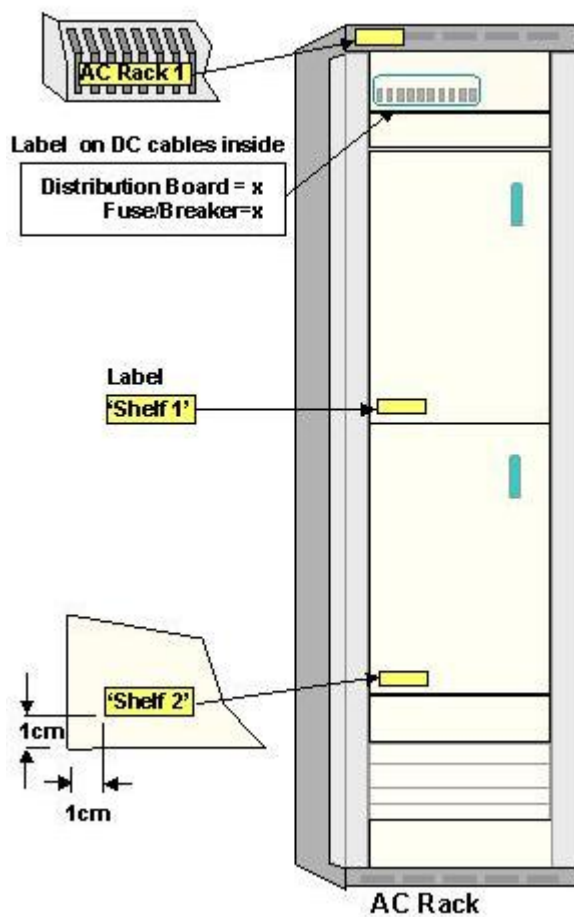 AC Rack 1
Label on DC cables inside
Distribution Board = x
Fuse/Breaker=x
Label
‘Shelf 1’
‘Shelf 2’
1cm
1cm
AC Rack